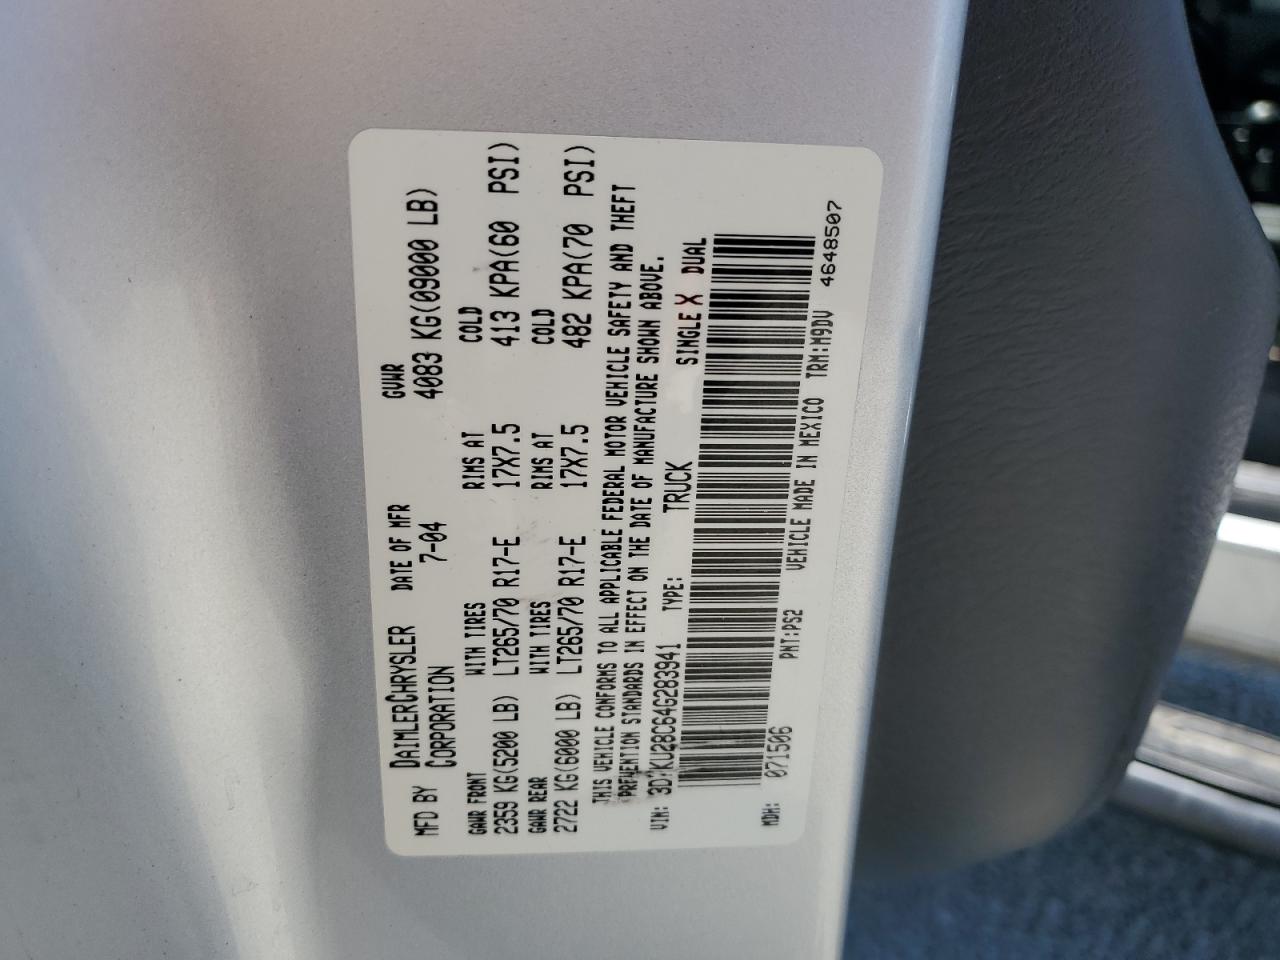 MFD BY DAIMLERCHRYSLER CORPORATION DATE OF MFR 7-04 GVWR 4083 KG(09000 LB)
GAWR FRONT WITH TIRES RIMS AT COLD
2359 KG(5200 LB) LT265/70 R17-E 17X7.5 413 KPA(60 PSI)
GAWR REAR WITH TIRES RIMS AT COLD
2722 KG(6000 LB) LT265/70 R17-E 17X7.5 482 KPA(70 PSI)
THIS VEHICLE CONFORMS TO ALL APPLICABLE FEDERAL MOTOR VEHICLE SAFETY AND THEFT
PREVENTION STANDARDS IN EFFECT ON THE DATE OF MANUFACTURE SHOWN ABOVE.
VIN: 3D7KU28C64G283941 TYPE: TRUCK SINGLE X DUAL
MDH: 071506 PNT:PS2 VEHICLE MADE IN MEXICO TRM:M9DV 4648507